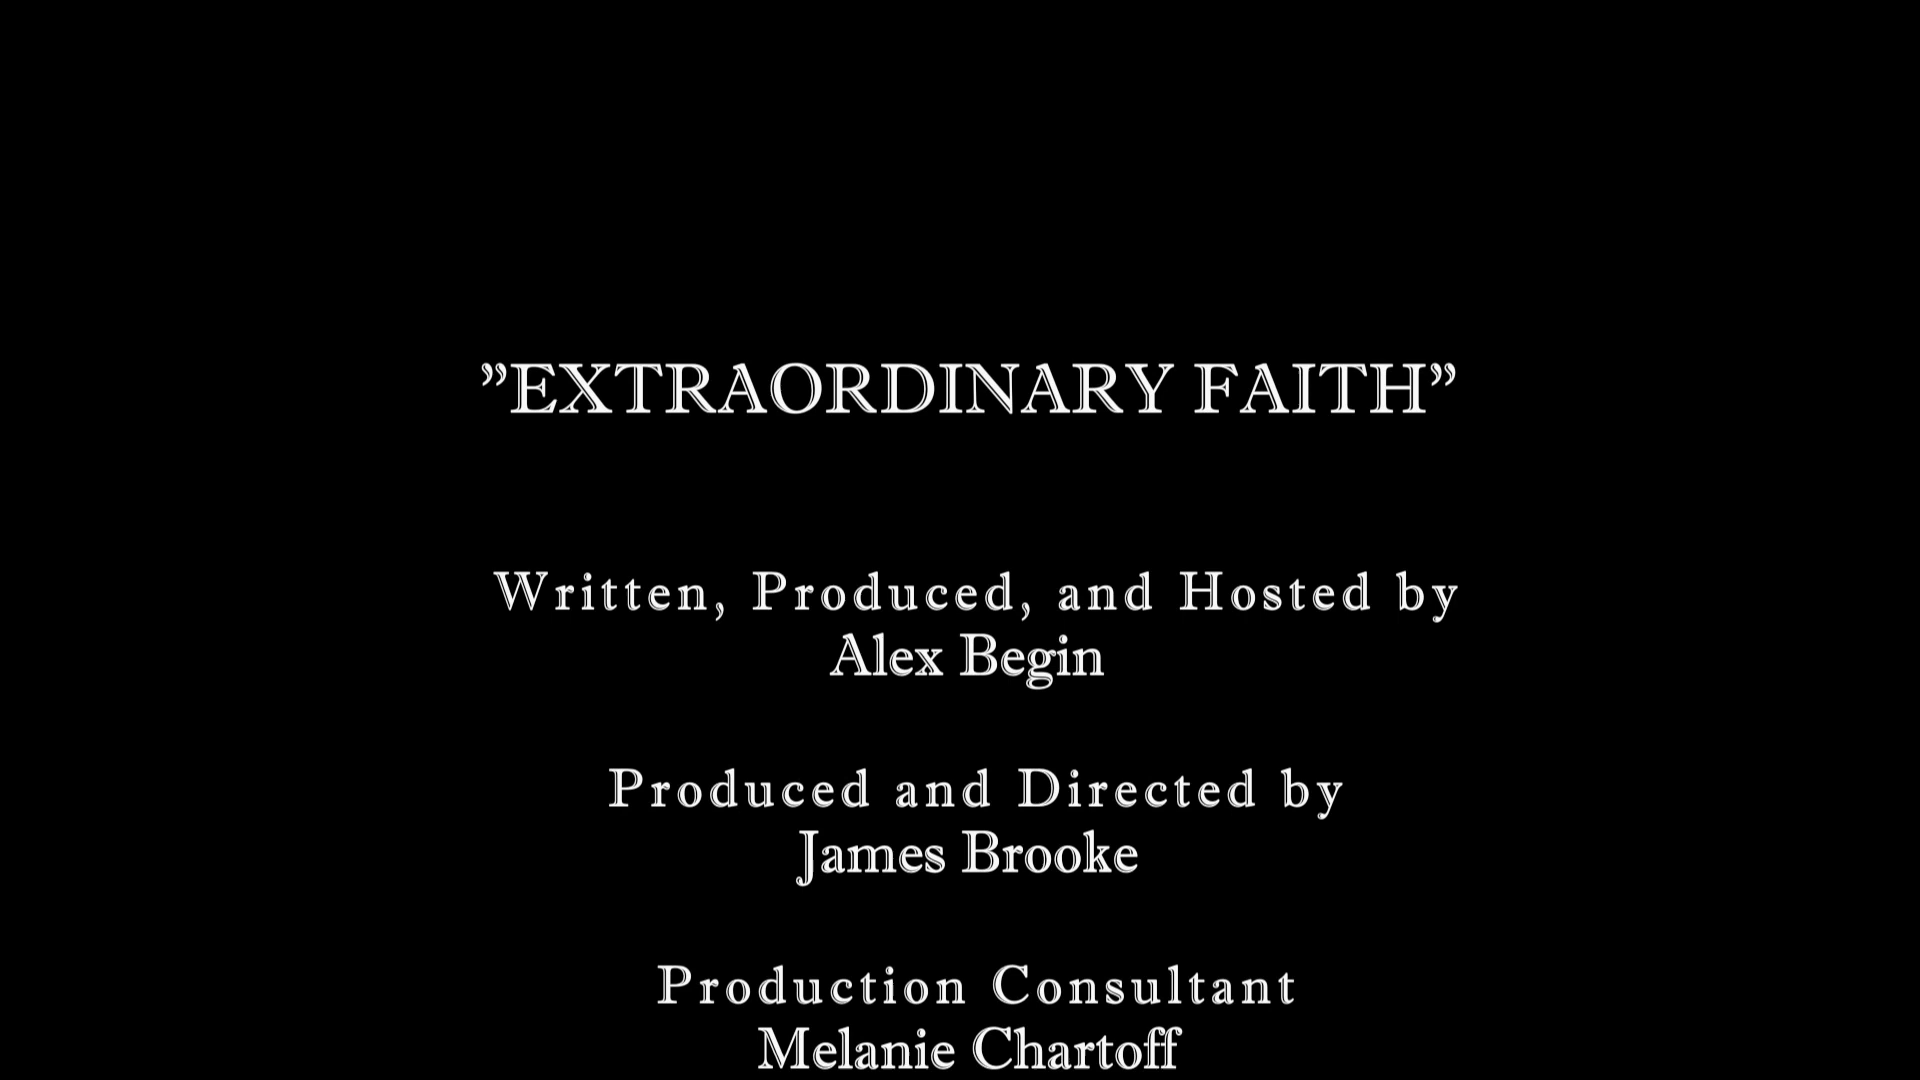 ”EXTRAORDINARY FAITH”
Written, Produced, and Hosted by
Alex Begin
Produced and Directed by
James Brooke
Production Consultant
Melanie Chartoff